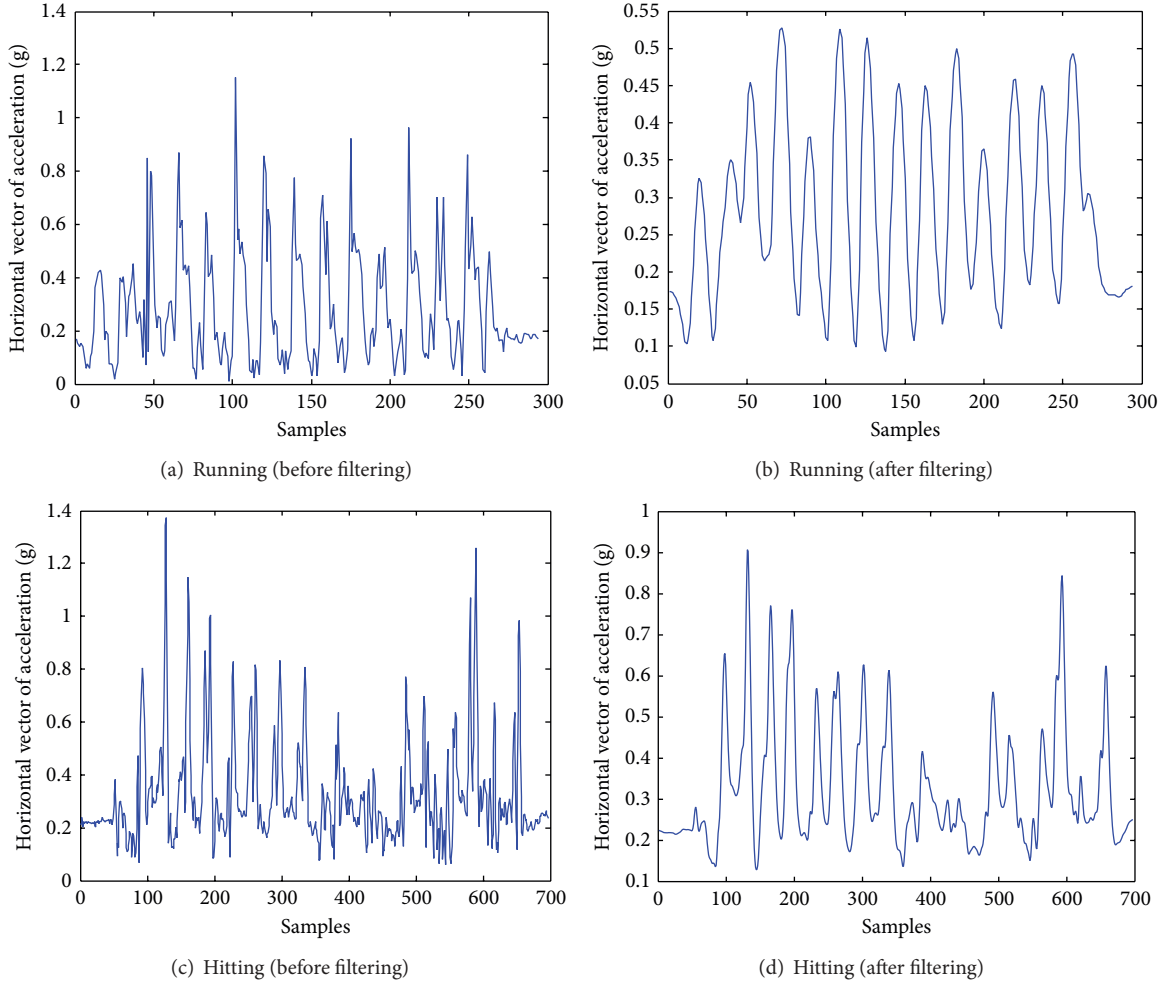 Horizontal vector of acceleration (g)
1.4
1.2
1
0.8
0.6
0.4
0.2
0
0 50 100 150 200 250 300
Samples
(a) Running (before filtering)
Horizontal vector of acceleration (g)
0.55
0.5
0.45
0.4
0.35
0.3
0.25
0.2
0.15
0.1
0.05
0 50 100 150 200 250 300
Samples
(b) Running (after filtering)
Horizontal vector of acceleration (g)
1.4
1.2
1
0.8
0.6
0.4
0.2
0
0 100 200 300 400 500 600 700
Samples
(c) Hitting (before filtering)
Horizontal vector of acceleration (g)
1
0.9
0.8
0.7
0.6
0.5
0.4
0.3
0.2
0.1
0 100 200 300 400 500 600 700
Samples
(d) Hitting (after filtering)